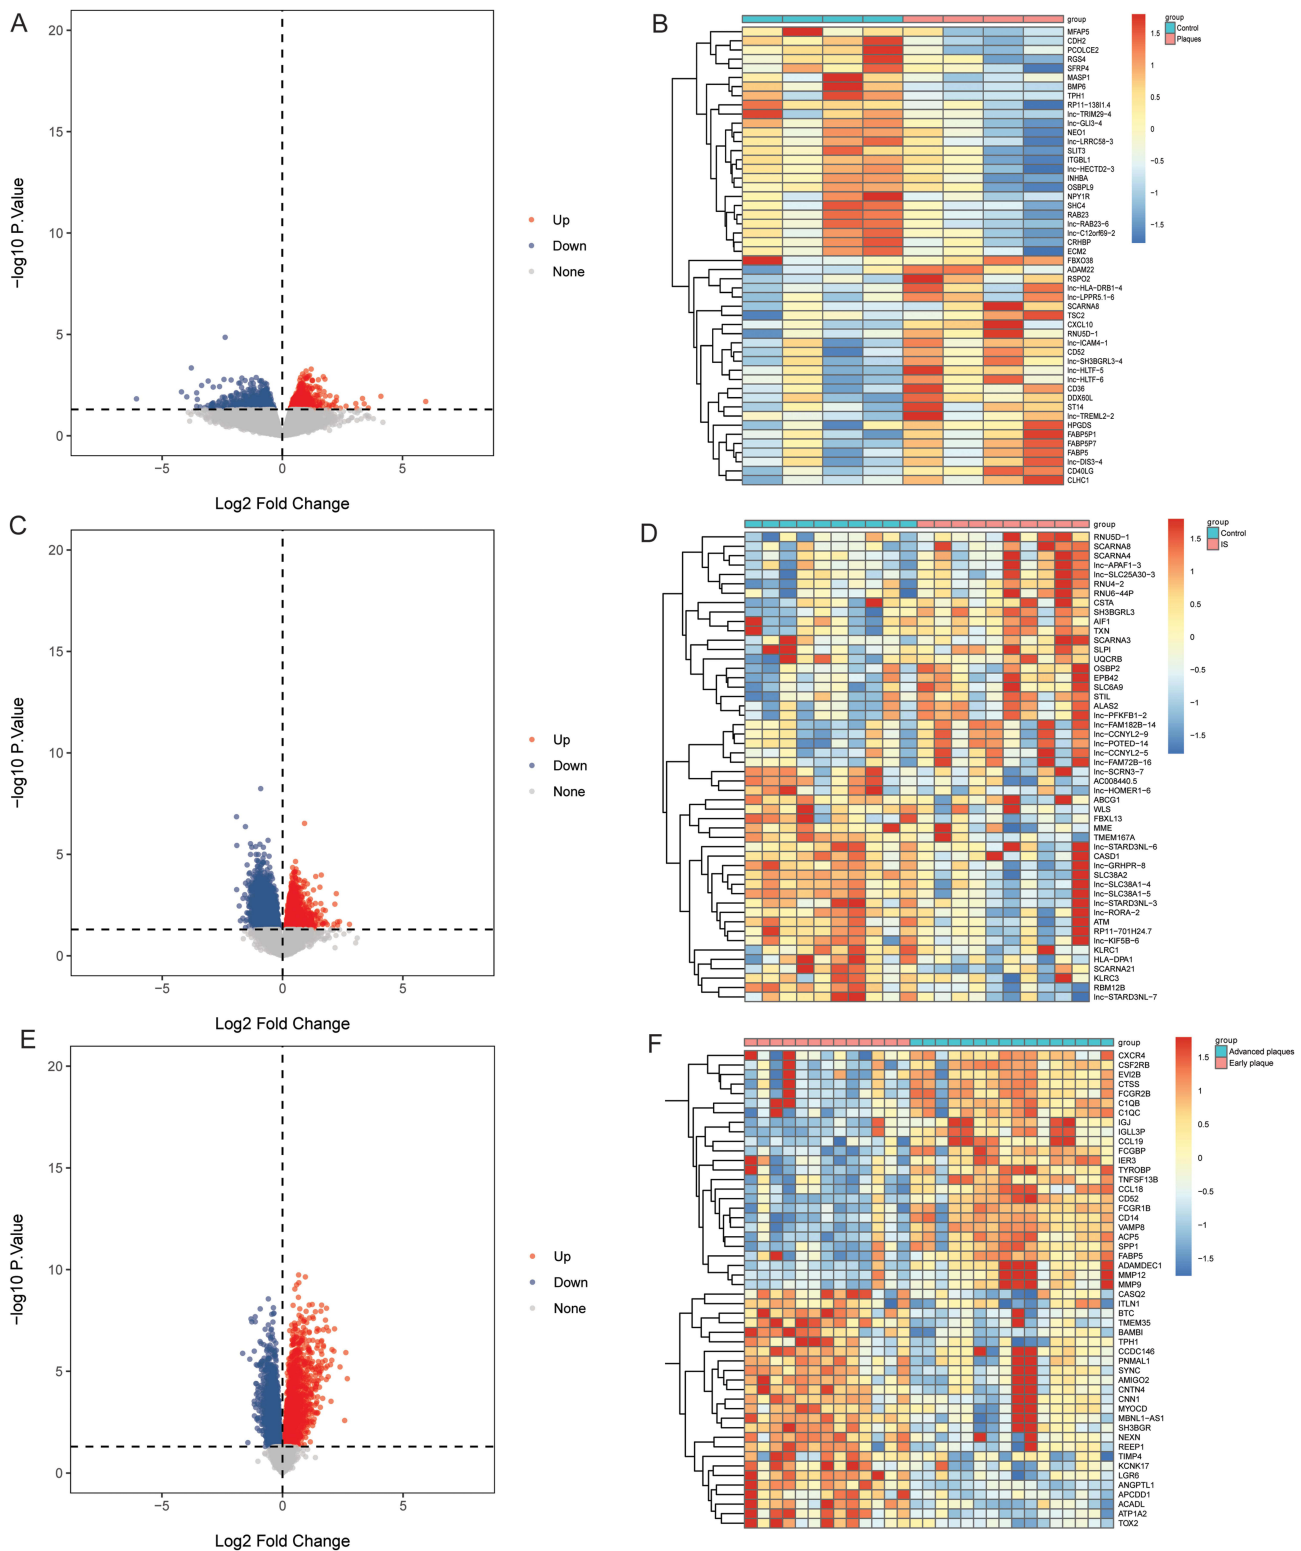 A
20
15
10
5
0
−5
0
5
−log10 P.Value
Log2 Fold Change
Up
Down
None
B
group
MFAP5
CDH2
PCOLCE2
RGS4
SFRP4
MASP1
BMP6
TPH1
RP11−138I1.4
lnc−TRIM29−4
lnc−GLI3−4
NEO1
lnc−LRRC58−3
SLIT3
ITGBL1
lnc−HECTD2−3
INHBA
OSBPL9
NPY1R
SHC4
RAB23
lnc−RAB23−6
lnc−C12orf69−2
CRHBP
ECM2
FBXO38
ADAM22
RSPO2
lnc−HLA−DRB1−4
lnc−LPPR5.1−6
SCARNA8
TSC2
CXCL10
RNU5D−1
lnc−ICAM4−1
CD52
lnc−SH3BGRL3−4
lnc−HLTF−5
lnc−HLTF−6
CD36
DDX60L
ST14
lnc−TREML2−2
HPGDS
FABP5P1
FABP5P7
FABP5
lnc−DIS3−4
CD40LG
CLHC1
1.5
1
0.5
0
−0.5
−1
−1.5
group
Control
Plaques
C
20
15
10
5
0
−5
0
5
−log10 P.Value
Log2 Fold Change
Up
Down
None
D
group
RNU5D−1
SCARNA8
SCARNA4
lnc−APAF1−3
lnc−SLC25A30−3
RNU4−2
RNU6−44P
CSTA
SH3BGRL3
AIF1
TXN
SCARNA3
SLPI
UQCRB
OSBP2
EPB42
SLC6A9
STIL
ALAS2
lnc−PFKFB1−2
lnc−FAM182B−14
lnc−CCNYL2−9
lnc−POTED−14
lnc−CCNYL2−5
lnc−FAM72B−16
lnc−SCRN3−7
AC008440.5
lnc−HOMER1−6
ABCG1
WLS
FBXL13
MME
TMEM167A
lnc−STARD3NL−6
CASD1
lnc−GRHPR−8
SLC38A2
lnc−SLC38A1−4
lnc−SLC38A1−5
lnc−STARD3NL−3
lnc−RORA−2
ATM
RP11−701H24.7
lnc−KIF5B−6
KLRC1
HLA−DPA1
SCARNA21
KLRC3
RBM12B
lnc−STARD3NL−7
1.5
1
0.5
0
−0.5
−1
−1.5
group
Control
IS
E
20
15
10
5
0
−5
0
5
−log10 P.Value
Log2 Fold Change
Up
Down
None
F
group
CXCR4
CSF2RB
EVI2B
CTSS
FCGR2B
C1QB
C1QC
IGJ
IGLL3P
CCL19
FCGBP
IER3
TYROBP
TNFSF13B
CCL18
CD52
FCGR1B
CD14
VAMP8
ACP5
SPP1
FABP5
ADAMDEC1
MMP12
MMP9
CASQ2
ITLN1
BTC
TMEM35
BAMBI
TPH1
CCDC146
PNMAL1
SYNC
AMIGO2
CNTN4
CNN1
MYOCD
MBNL1−AS1
SH3BGR
NEXN
REEP1
TIMP4
KCNK17
LGR6
ANGPTL1
APCDD1
ACADL
ATP1A2
TOX2
1.5
1
0.5
0
−0.5
−1
−1.5
group
Advanced plaques
Early plaque